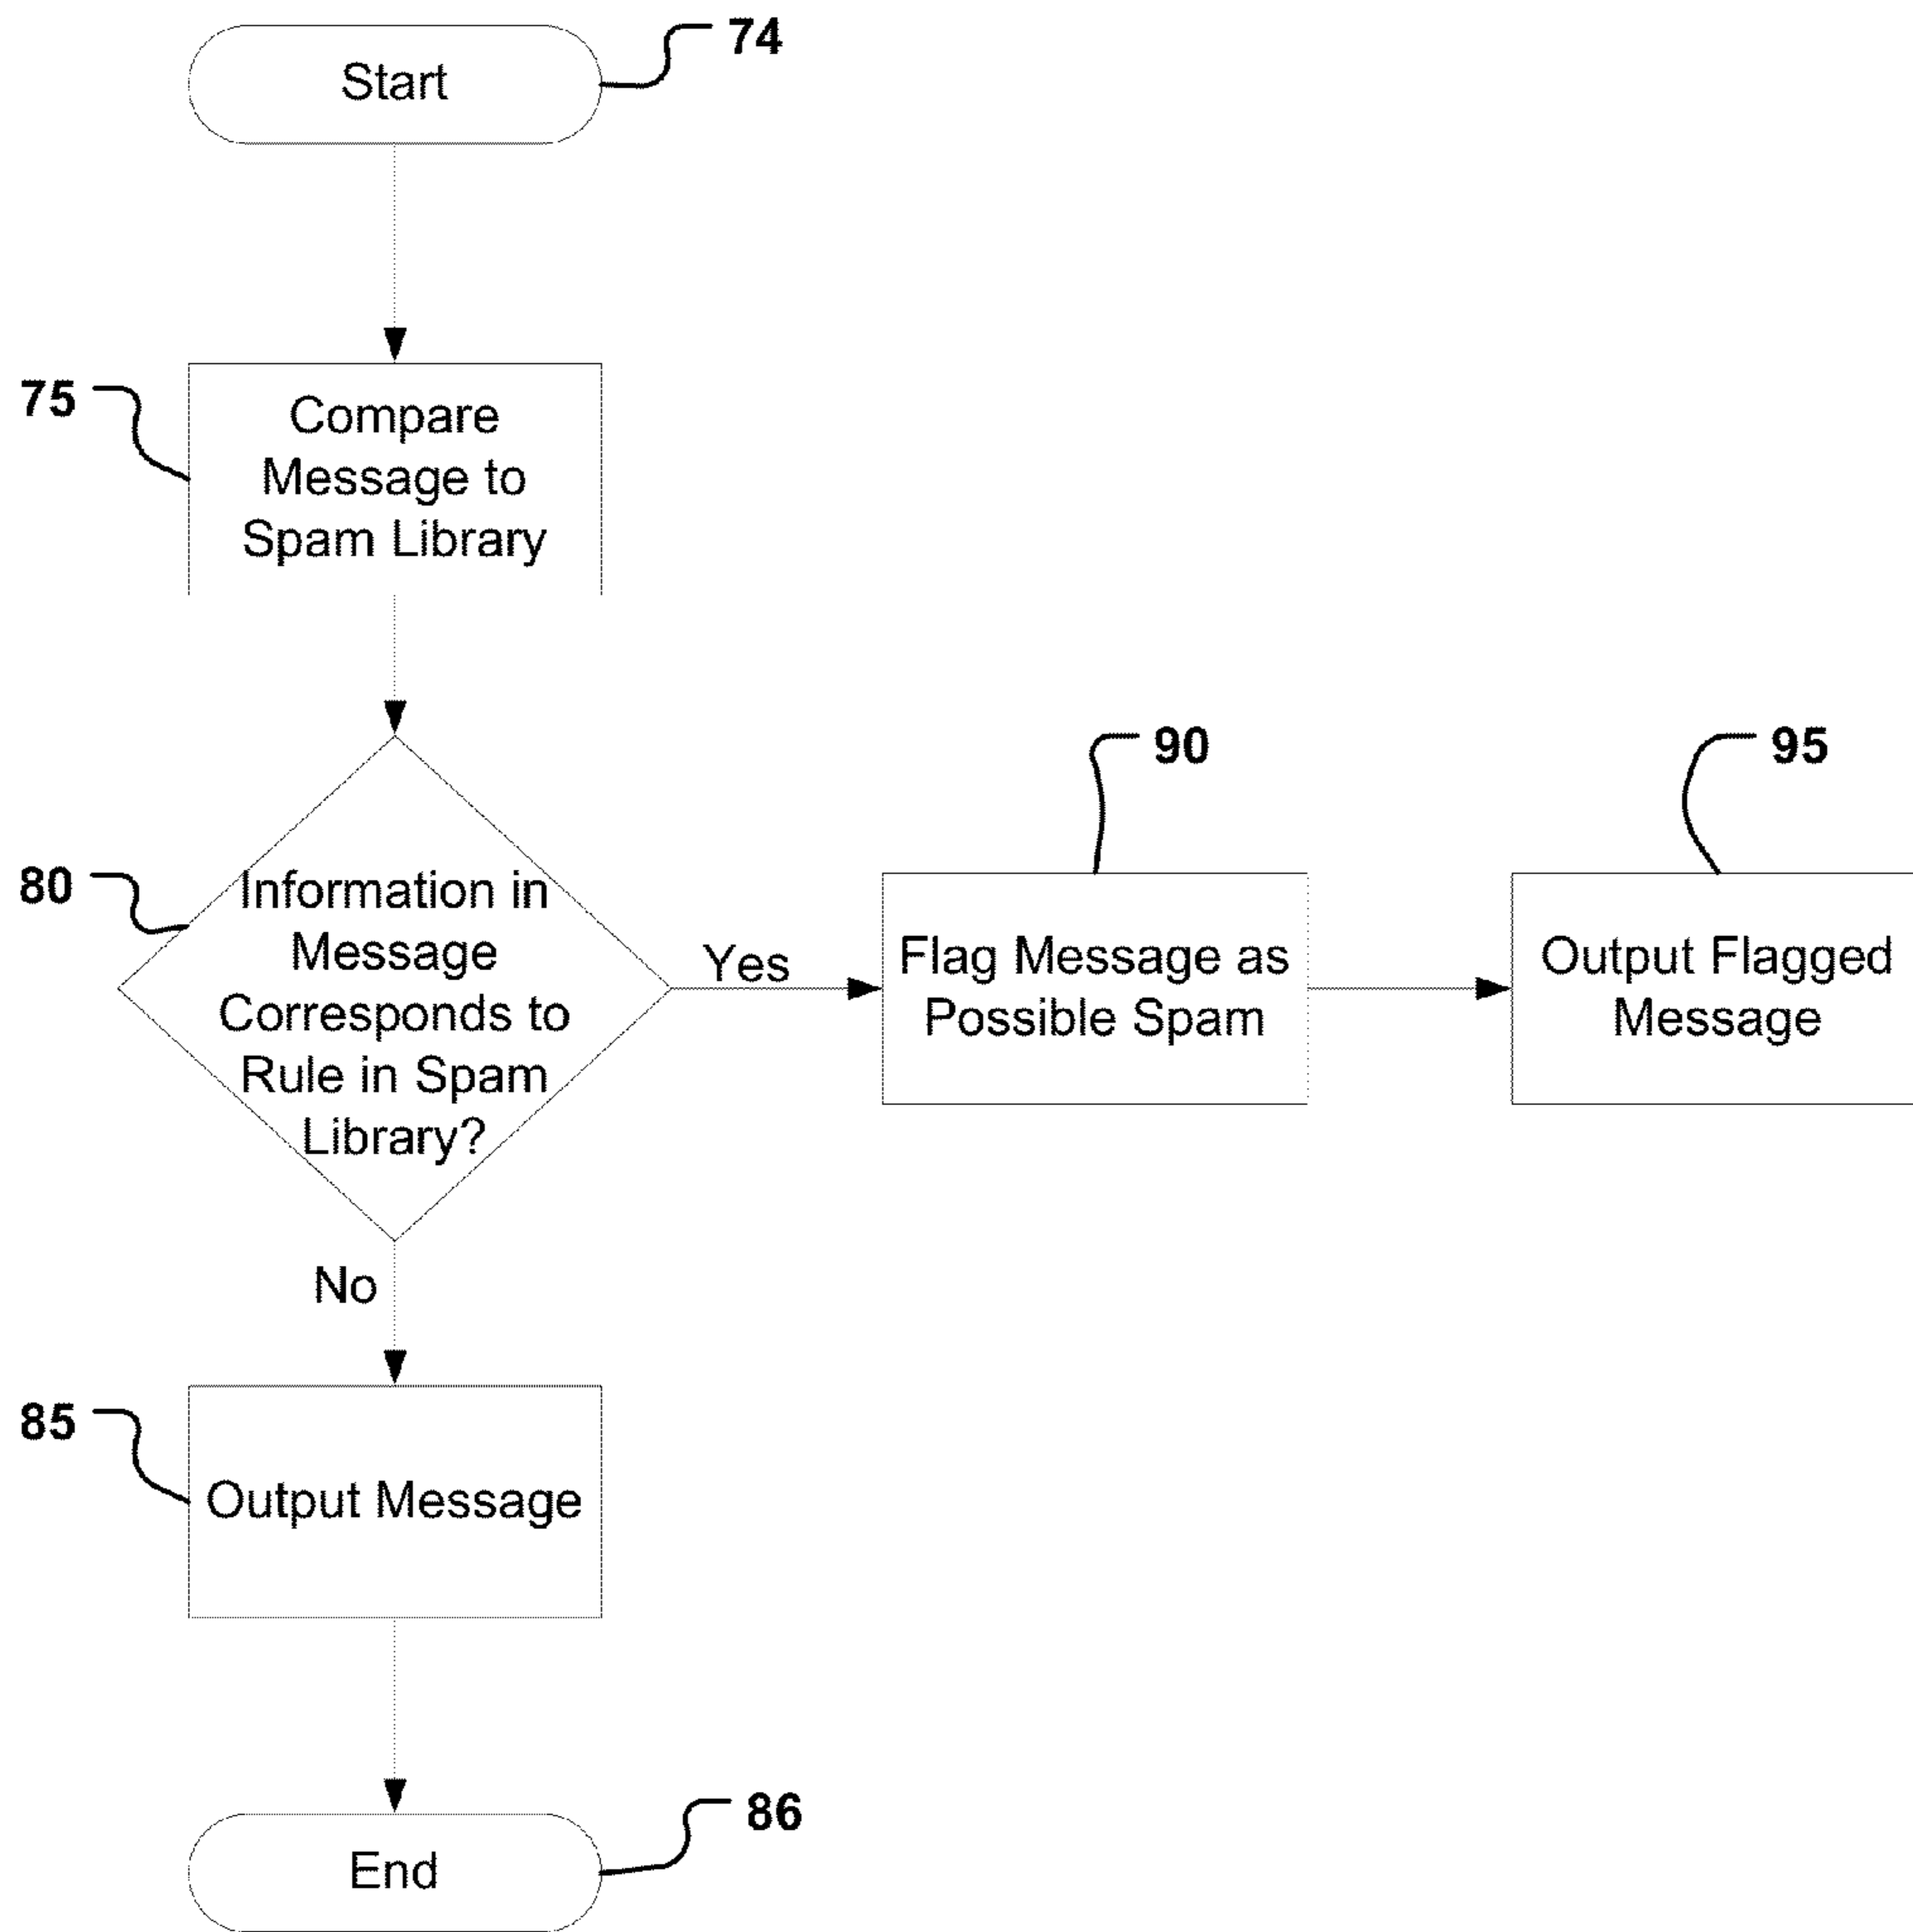 Start
74
75
Compare
Message to
Spam Library
80
Information in
Message
Corresponds to
Rule in Spam
Library?
Yes
90
Flag Message as
Possible Spam
95
Output Flagged
Message
No
85
Output Message
End
86